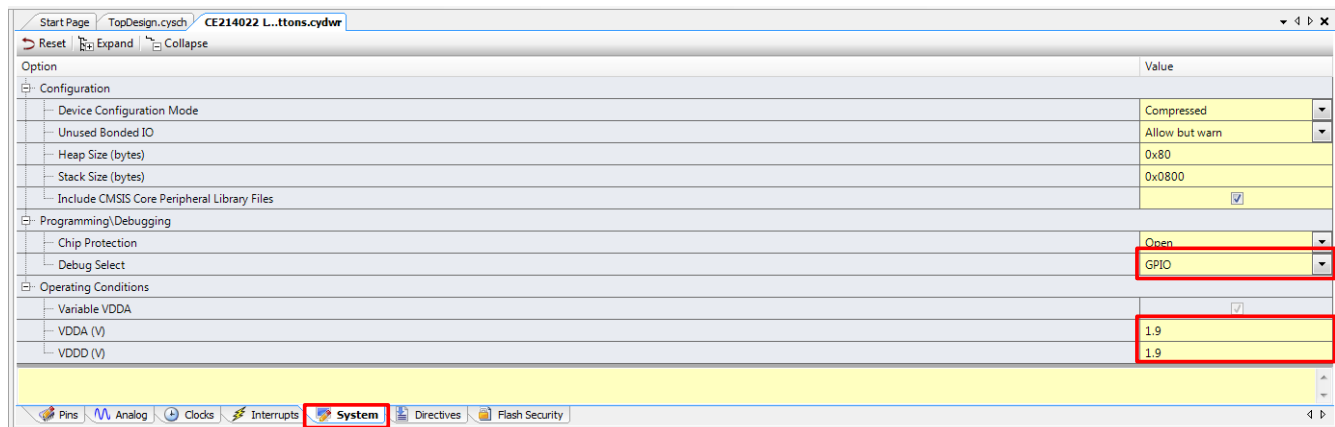 Start Page TopDesign.cysch CE214022 L...ttons.cydwr
Reset Expand Collapse
Option Value
Configuration
Device Configuration Mode Compressed
Unused Bonded IO Allow but warn
Heap Size (bytes) 0x80
Stack Size (bytes) 0x0800
Include CMSIS Core Peripheral Library Files
Programming\Debugging
Chip Protection Open
Debug Select GPIO
Operating Conditions
Variable VDDA
VDDA (V) 1.9
VDDD (V) 1.9
Pins Analog Clocks Interrupts System Directives Flash Security